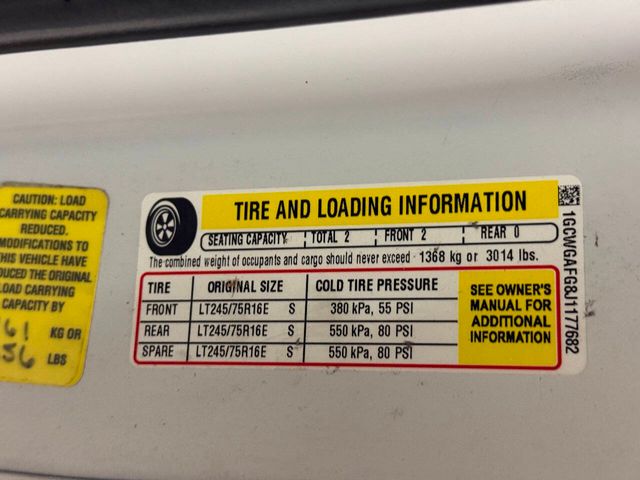 CAUTION: LOAD
CARRYING CAPACITY
REDUCED.
MODIFICATIONS TO
THIS VEHICLE HAVE
THE ORIGINAL
LOAD CARRYING
CAPACITY BY
61 KG OR
56 LBS
TIRE AND LOADING INFORMATION
SEATING CAPACITY TOTAL 2 FRONT 2 REAR 0
The combined weight of occupants and cargo should never exceed 1368 kg or 3014 lbs.
TIRE ORIGINAL SIZE COLD TIRE PRESSURE
FRONT LT245/75R16E S 380 kPa, 55 PSI
REAR LT245/75R16E S 550 kPa, 80 PSI
SPARE LT245/75R16E S 550 kPa, 80 PSI
SEE OWNER'S
MANUAL FOR
ADDITIONAL
INFORMATION
1GCWGAFG8J1177682